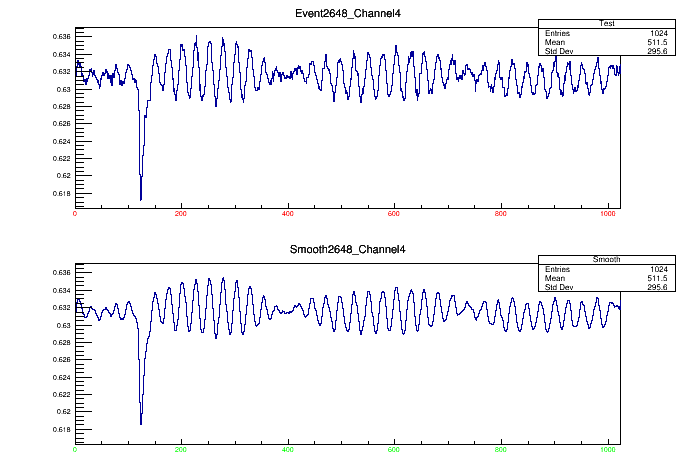 Event2648_Channel4
Test
Entries 1024
Mean 511.5
Std Dev 295.6
0.636
0.634
0.632
0.63
0.628
0.626
0.624
0.622
0.62
0.618
0 200 400 600 800 1000
Smooth2648_Channel4
Smooth
Entries 1024
Mean 511.5
Std Dev 295.6
0.636
0.634
0.632
0.63
0.628
0.626
0.624
0.622
0.62
0.618
0 200 400 600 800 1000